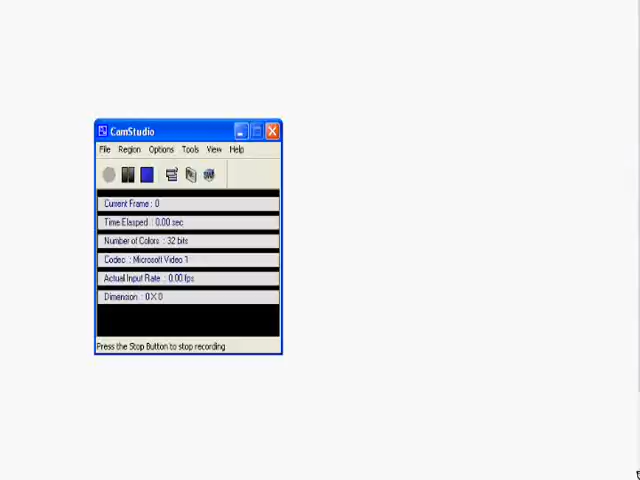 CamStudio
File Region Options Tools View Help
Current Frame : 0
Time Elasped : 0.00 sec
Number of Colors : 32 bits
Codec : Microsoft Video 1
Actual Input Rate : 0.00 fps
Dimension : 0 X 0
Press the Stop Button to stop recording